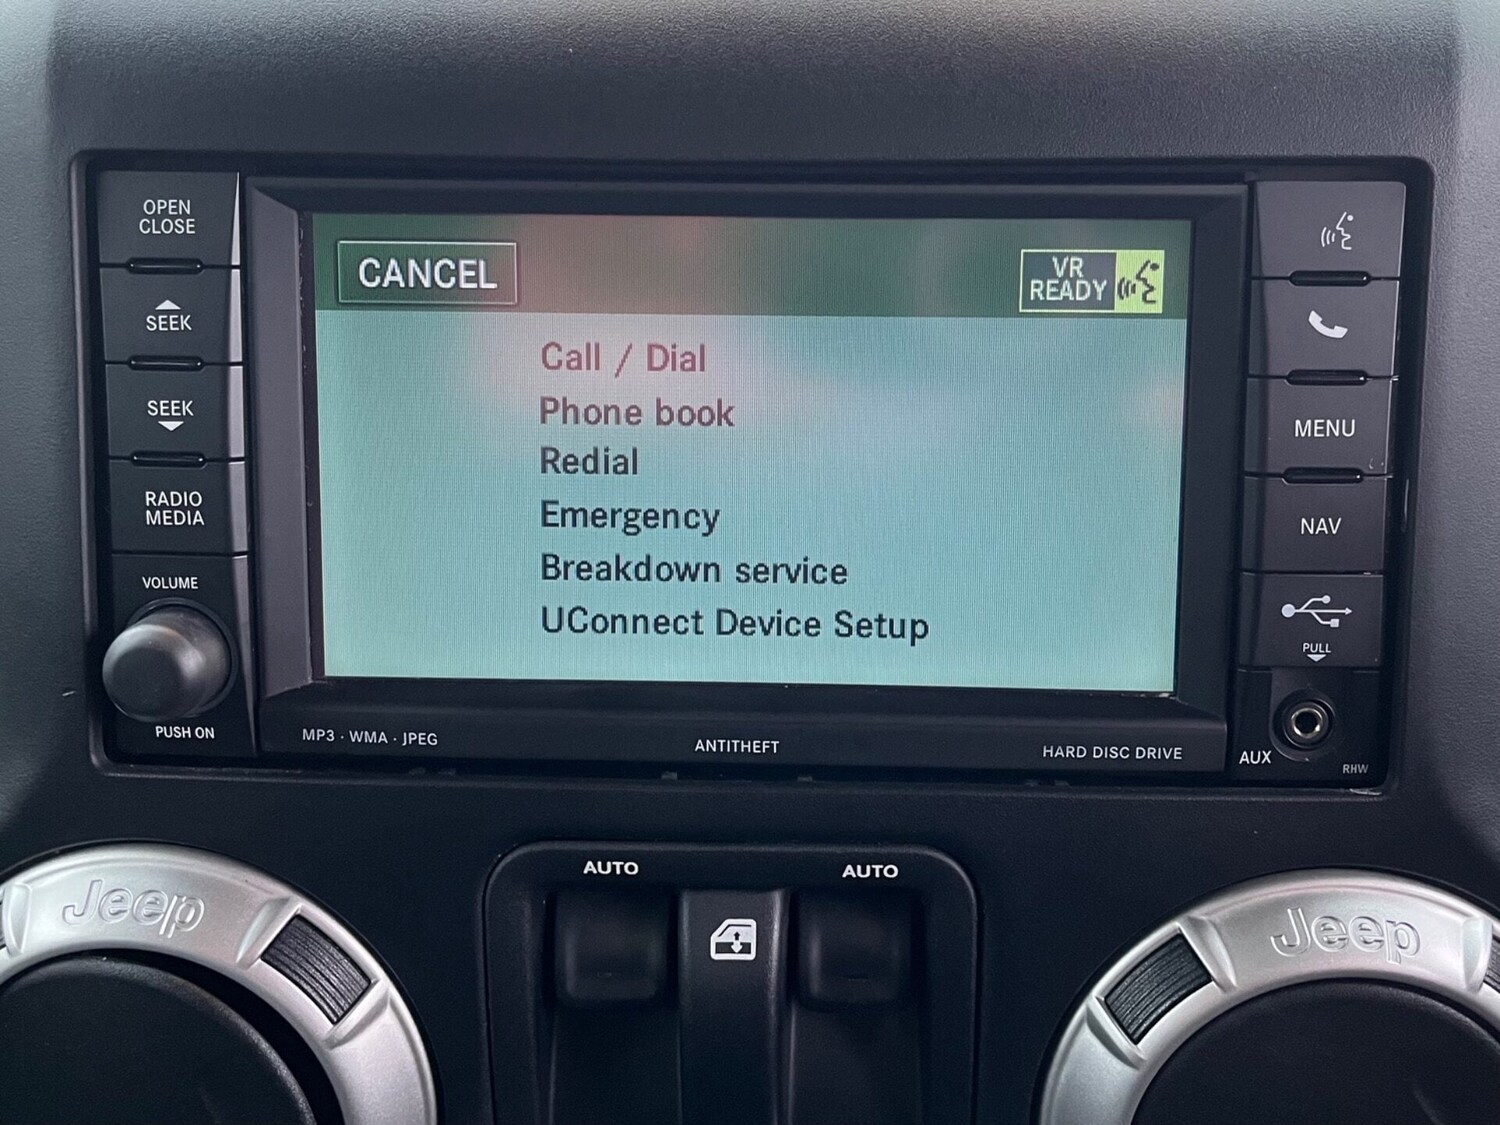 OPEN
CLOSE
SEEK
SEEK
RADIO
MEDIA
VOLUME
PUSH ON
CANCEL
VR
READY
Call / Dial
Phone book
Redial
Emergency
Breakdown service
UConnect Device Setup
MP3 · WMA · JPEG
ANTITHEFT
HARD DISC DRIVE
MENU
NAV
PULL
AUX
RHW
AUTO
AUTO
Jeep
Jeep